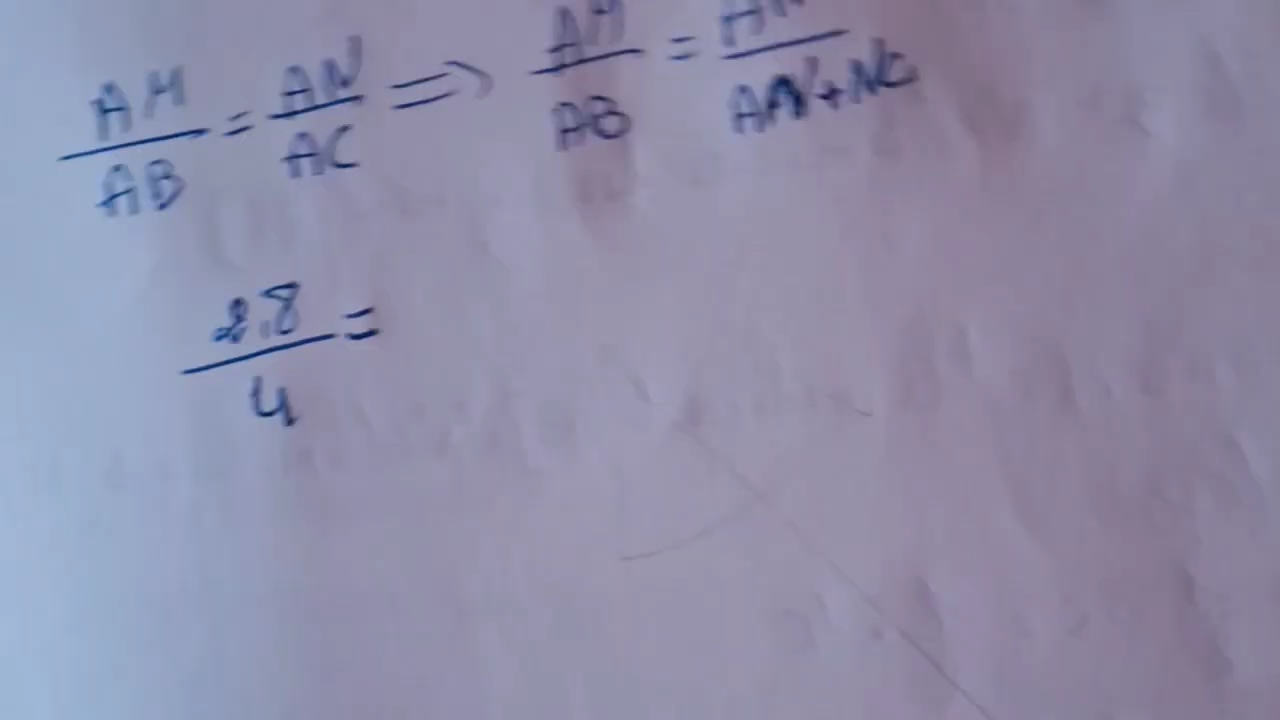 AM/AB = AN/AC => AM/AB = AN/AN+NC
2,8/4 =